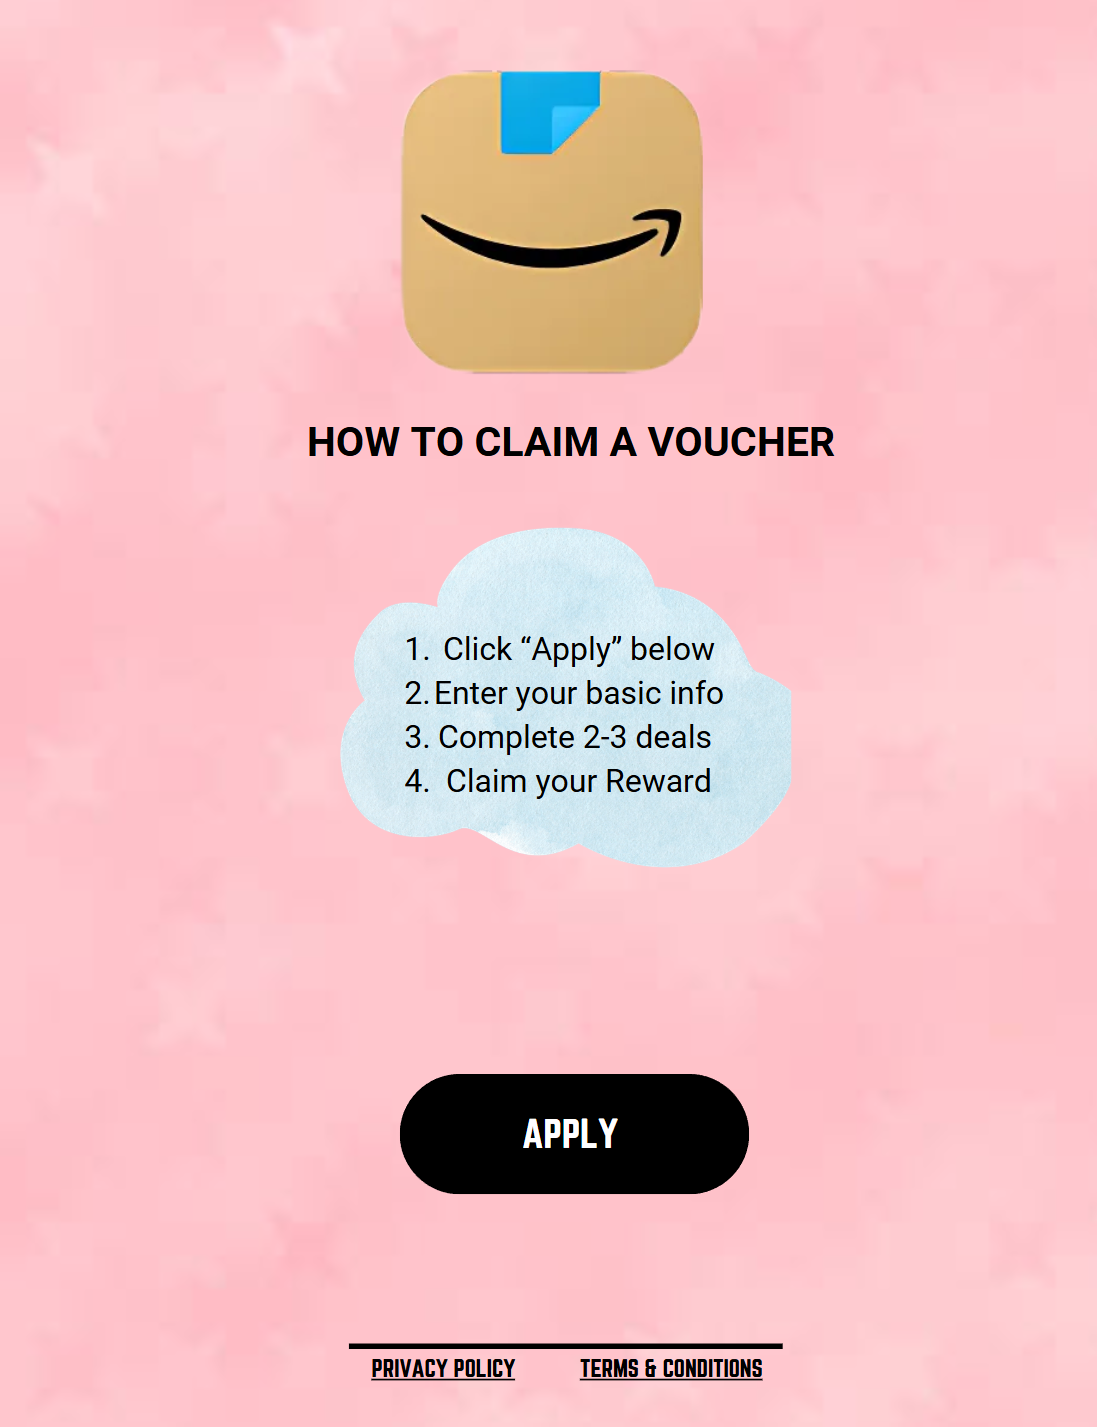 HOW TO CLAIM A VOUCHER
1. Click “Apply” below
2. Enter your basic info
3. Complete 2-3 deals
4. Claim your Reward
APPLY
PRIVACY POLICY TERMS & CONDITIONS